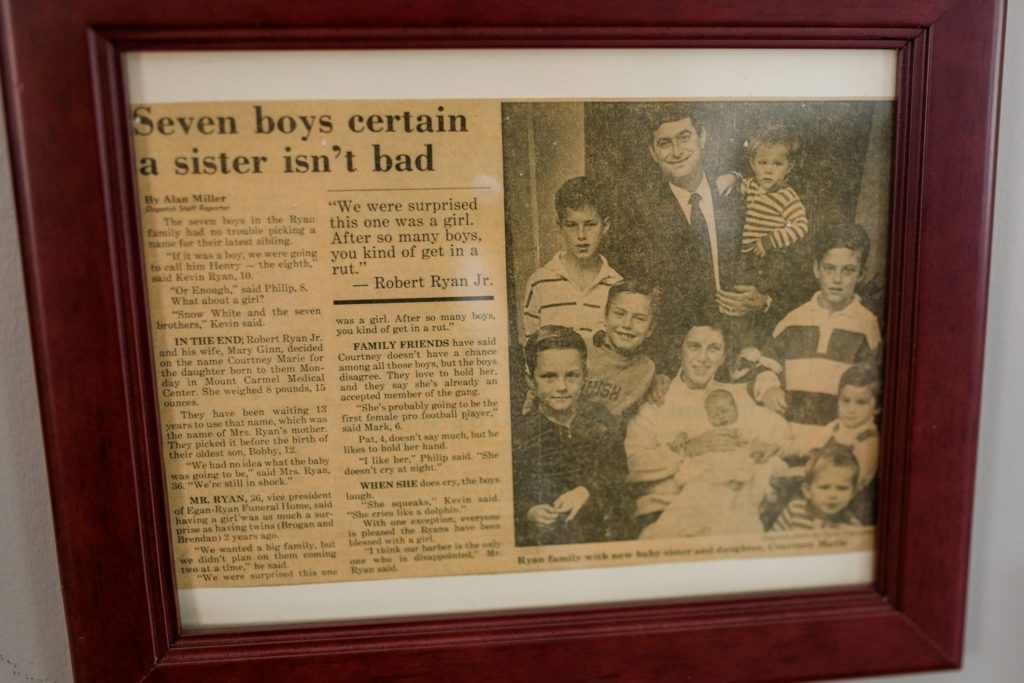 Seven boys certain
a sister isn't bad
By Alan Miller
Dispatch Staff Reporter
The seven boys in the Ryan
family had no trouble picking a
name for their latest sibling.
"If it was a boy, we were going
to call him Henry — the eighth,"
said Kevin Ryan, 10.
"Or Enough," said Philip, 8.
What about a girl?
"Snow White and the seven
brothers," Kevin said.
IN THE END, Robert Ryan Jr.
and his wife, Mary Ginn, decided
on the name Courtney Marie for
the daughter born to them Mon-
day in Mount Carmel Medical
Center. She weighed 8 pounds, 15
ounces.
They have been waiting 13
years to use that name, which was
the name of Mrs. Ryan's mother.
They picked it before the birth of
their oldest son, Bobby, 12.
"We had no idea what the baby
was going to be," said Mrs. Ryan,
36. "We're still in shock."
MR. RYAN, 36, vice president
of Egan-Ryan Funeral Home, said
having a girl was as much a sur-
prise as having twins (Brogan and
Brendan) 2 years ago.
"We wanted a big family, but
we didn't plan on them coming
two at a time," he said.
"We were surprised this one
"We were surprised
this one was a girl.
After so many boys,
you kind of get in a
rut."
— Robert Ryan Jr.
was a girl. After so many boys,
you kind of get in a rut."
FAMILY FRIENDS have said
Courtney doesn't have a chance
among all those boys, but the boys
disagree. They love to hold her,
and they say she's already an
accepted member of the gang.
"She's probably going to be the
first female pro football player,"
said Mark, 6.
Pat, 4, doesn't say much, but he
likes to hold her hand.
"I like her," Philip said. "She
doesn't cry at night."
WHEN SHE does cry, the boys
laugh.
"She squeaks," Kevin said.
"She cries like a dolphin."
With one exception, everyone
is pleased the Ryans have been
blessed with a girl.
"I think our barber is the only
one who is disappointed," Mr.
Ryan said.
Ryan family with new baby sister and daughter, Courtney Marie